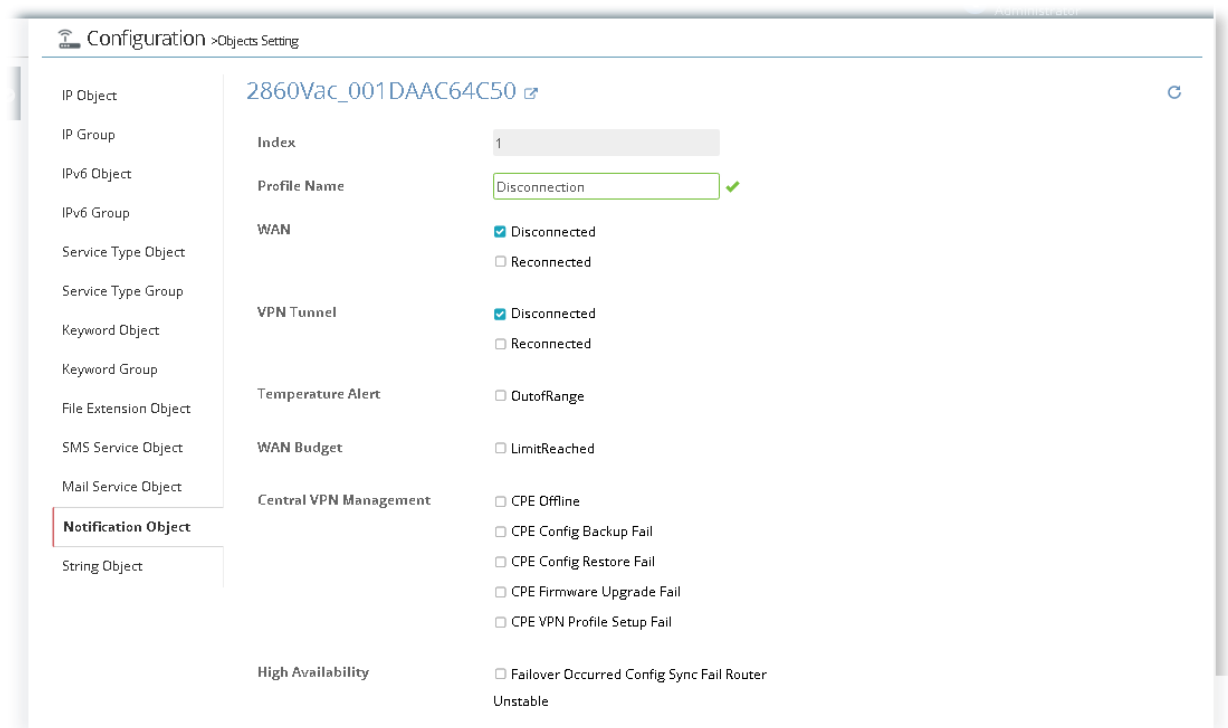 Administrator
Configuration >Objects Setting
IP Object
IP Group
IPv6 Object
IPv6 Group
Service Type Object
Service Type Group
Keyword Object
Keyword Group
File Extension Object
SMS Service Object
Mail Service Object
Notification Object
String Object
2860Vac_001DAAC64C50
Index
1
Profile Name
Disconnection
WAN
Disconnected
Reconnected
VPN Tunnel
Disconnected
Reconnected
Temperature Alert
OutofRange
WAN Budget
LimitReached
Central VPN Management
CPE Offline
CPE Config Backup Fail
CPE Config Restore Fail
CPE Firmware Upgrade Fail
CPE VPN Profile Setup Fail
High Availability
Failover Occurred Config Sync Fail Router
Unstable